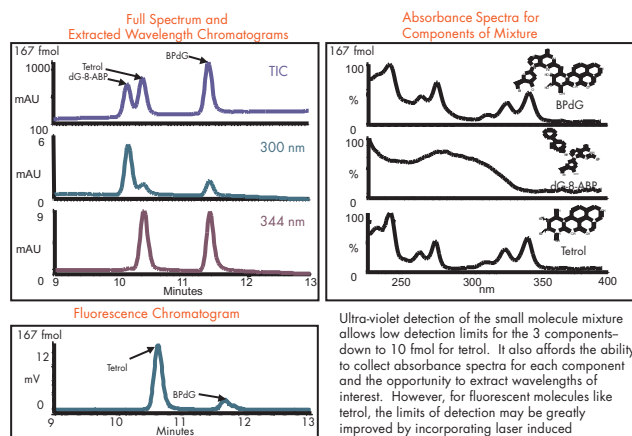 Full Spectrum and
Extracted Wavelength Chromatograms
167 fmol
1000
mAU
100
Tetrol
dG-8-ABP
BPdG
TIC
6
mAU
0
300 nm
9
mAU
0
344 nm
9 10 11 12 13
Minutes
Absorbance Spectra for
Components of Mixture
167 fmol
100
%
0
BPdG
100
%
0
dG-8-ABP
100
%
0
Tetrol
250 300 350 400
nm
Fluorescence Chromatogram
167 fmol
12
mV
0
Tetrol
BPdG
9 10 11 12 13
Minutes
Ultra-violet detection of the small molecule mixture
allows low detection limits for the 3 components–
down to 10 fmol for tetrol. It also affords the ability
to collect absorbance spectra for each component
and the opportunity to extract wavelengths of
interest. However, for fluorescent molecules like
tetrol, the limits of detection may be greatly
improved by incorporating laser induced